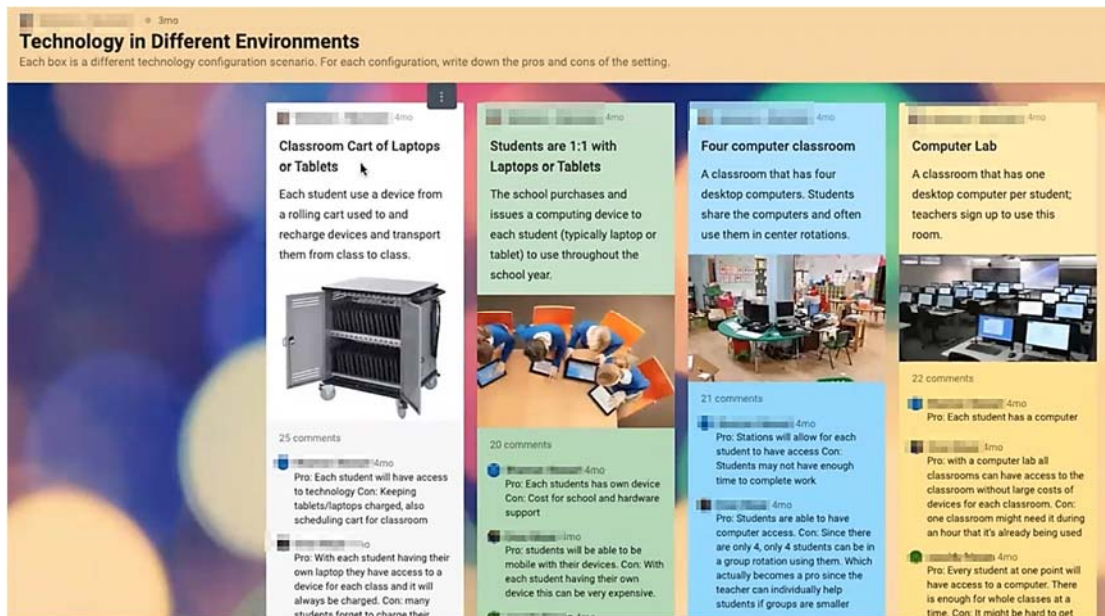 3mo
Technology in Different Environments
Each box is a different technology configuration scenario. For each configuration, write down the pros and cons of the setting.
4mo
Classroom Cart of Laptops
or Tablets
Each student use a device from
a rolling cart used to and
recharge devices and transport
them from class to class.
25 comments
4mo
Pro: Each student will have access
to technology Con: Keeping
tablets/laptops charged, also
scheduling cart for classroom
Pro: With each student having their
own laptop they have access to a
device for each class and it will
always be charged. Con: many
students forget to charge their
4mo
Students are 1:1 with
Laptops or Tablets
The school purchases and
issues a computing device to
each student (typically laptop or
tablet) to use throughout the
school year.
20 comments
4mo
Pro: Each students has own device
Con: Cost for school and hardware
support
4mo
Pro: students will be able to be
mobile with their devices. Con: With
each student having their own
device this can be very expensive.
4mo
Four computer classroom
A classroom that has four
desktop computers. Students
share the computers and often
use them in center rotations.
21 comments
4mo
Pro: Stations will allow for each
student to have access Con:
Students may not have enough
time to complete work
4mo
Pro: Students are able to have
computer access. Con: Since there
are only 4, only 4 students can be in
a group rotation using them. Which
actually becomes a pro since the
teacher can individually help
students if groups are smaller
4mo
Computer Lab
A classroom that has one
desktop computer per student;
teachers sign up to use this
room.
22 comments
4mo
Pro: Each student has a computer
4mo
Pro: with a computer lab all
classrooms can have access to the
classroom without large costs of
devices for each classroom. Con:
one classroom might need it during
an hour that it's already being used
4mo
Pro: Every student at one point will
have access to a computer. There
is enough for whole classes at a
time. Con: It might be hard to get